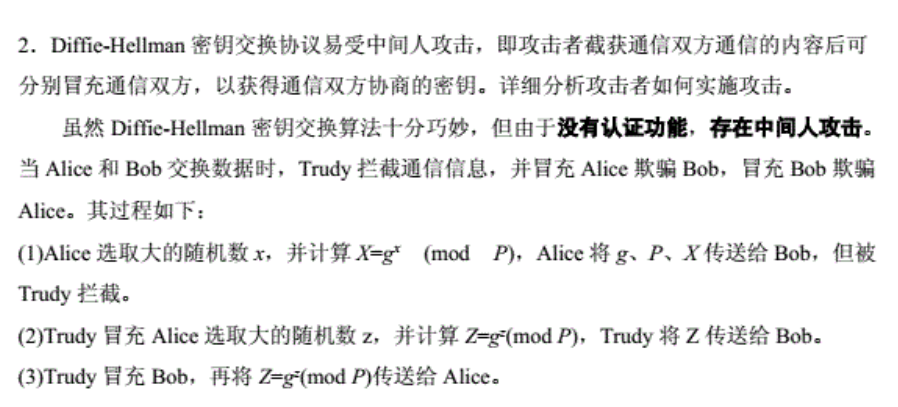 2．Diffie-Hellman 密钥交换协议易受中间人攻击，即攻击者截获通信双方通信的内容后可
分别冒充通信双方，以获得通信双方协商的密钥。详细分析攻击者如何实施攻击。
虽然 Diffie-Hellman 密钥交换算法十分巧妙，但由于没有认证功能，存在中间人攻击。
当 Alice 和 Bob 交换数据时，Trudy 拦截通信信息，并冒充 Alice 欺骗 Bob，冒充 Bob 欺骗
Alice。其过程如下：
(1)Alice 选取大的随机数 x，并计算 X=gˣ (mod P)，Alice 将 g、P、X 传送给 Bob，但被
Trudy 拦截。
(2)Trudy 冒充 Alice 选取大的随机数 z，并计算 Z=gᶻ(mod P)，Trudy 将 Z 传送给 Bob。
(3)Trudy 冒充 Bob，再将 Z=gᶻ(mod P)传送给 Alice。